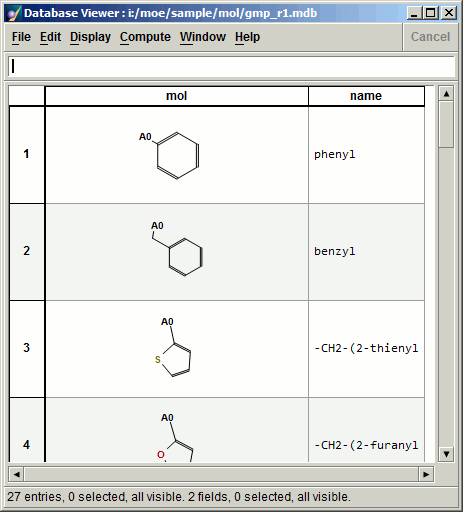 Database Viewer : i:/moe/sample/mol/gmp_r1.mdb
File Edit Display Compute Window Help Cancel
mol name
A0
1 phenyl
A0
2 benzyl
A0
3 S -CH2-(2-thienyl
A0
4 O -CH2-(2-furanyl
27 entries, 0 selected, all visible. 2 fields, 0 selected, all visible.